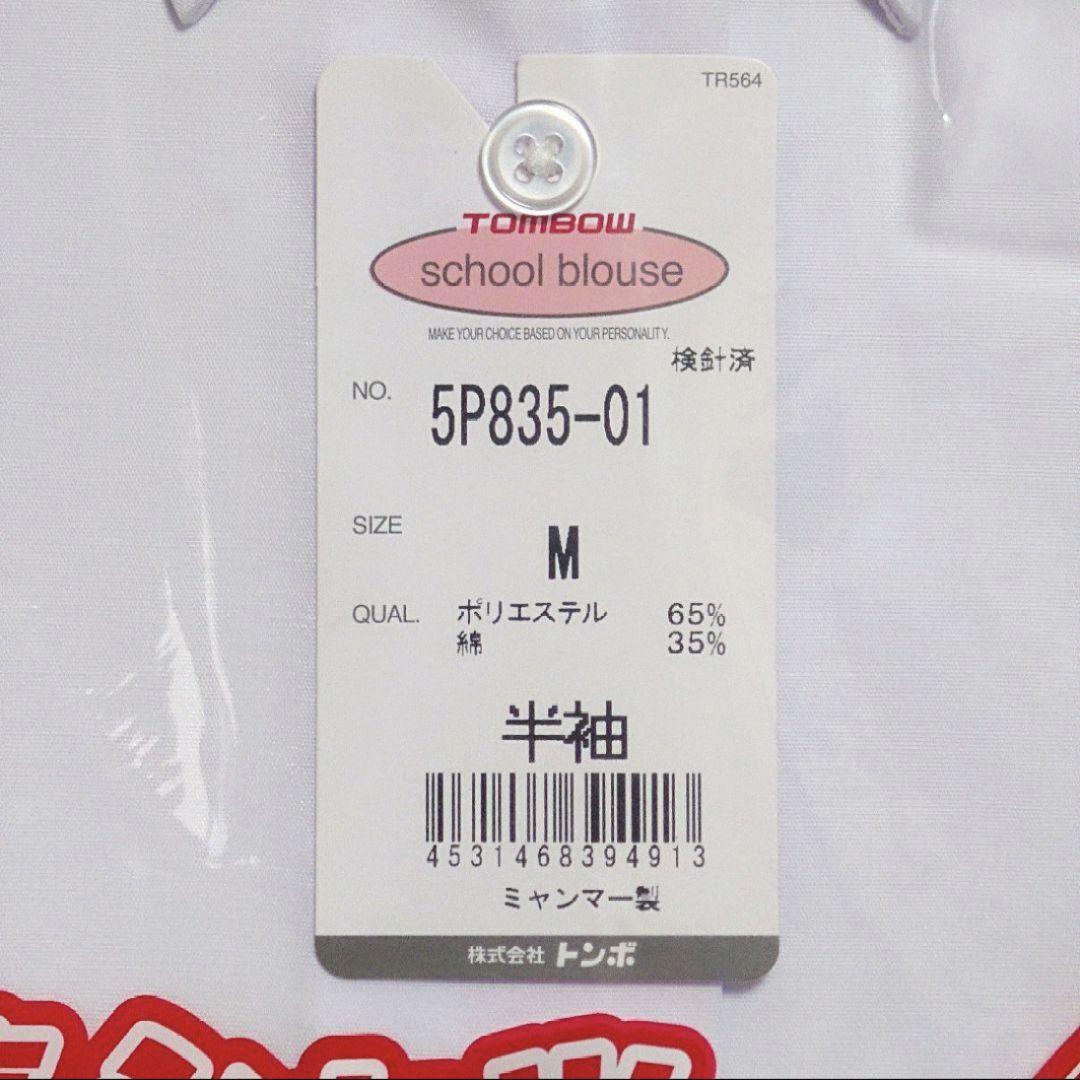 TR564
TOMBOW
school blouse
MAKE YOUR CHOICE BASED ON YOUR PERSONALITY.
検針済
NO. 5P835-01
SIZE M
QUAL. ポリエステル 65%
綿 35%
半袖
4531468394913
ミャンマー製
株式会社 トンボ